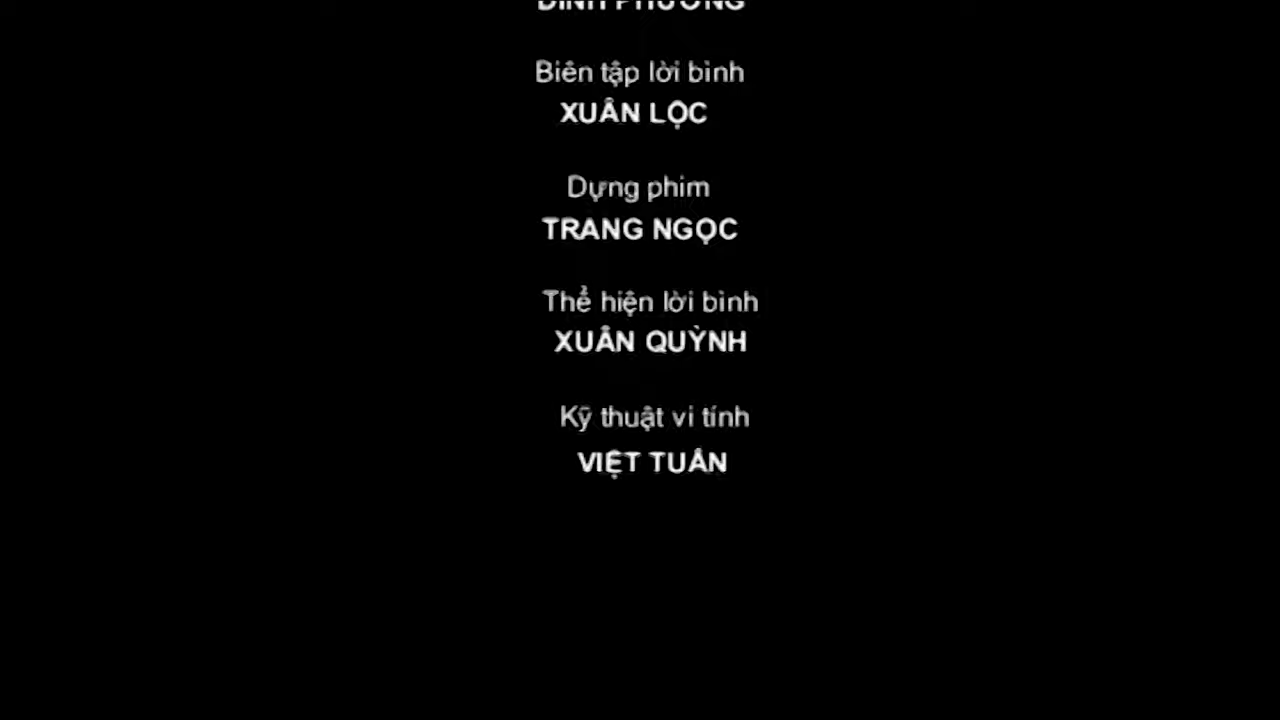 Biên tập lời bình
XUÂN LỘC
Dựng phim
TRANG NGỌC
Thể hiện lời bình
XUÂN QUỲNH
Kỹ thuật vi tính
VIỆT TUÂN